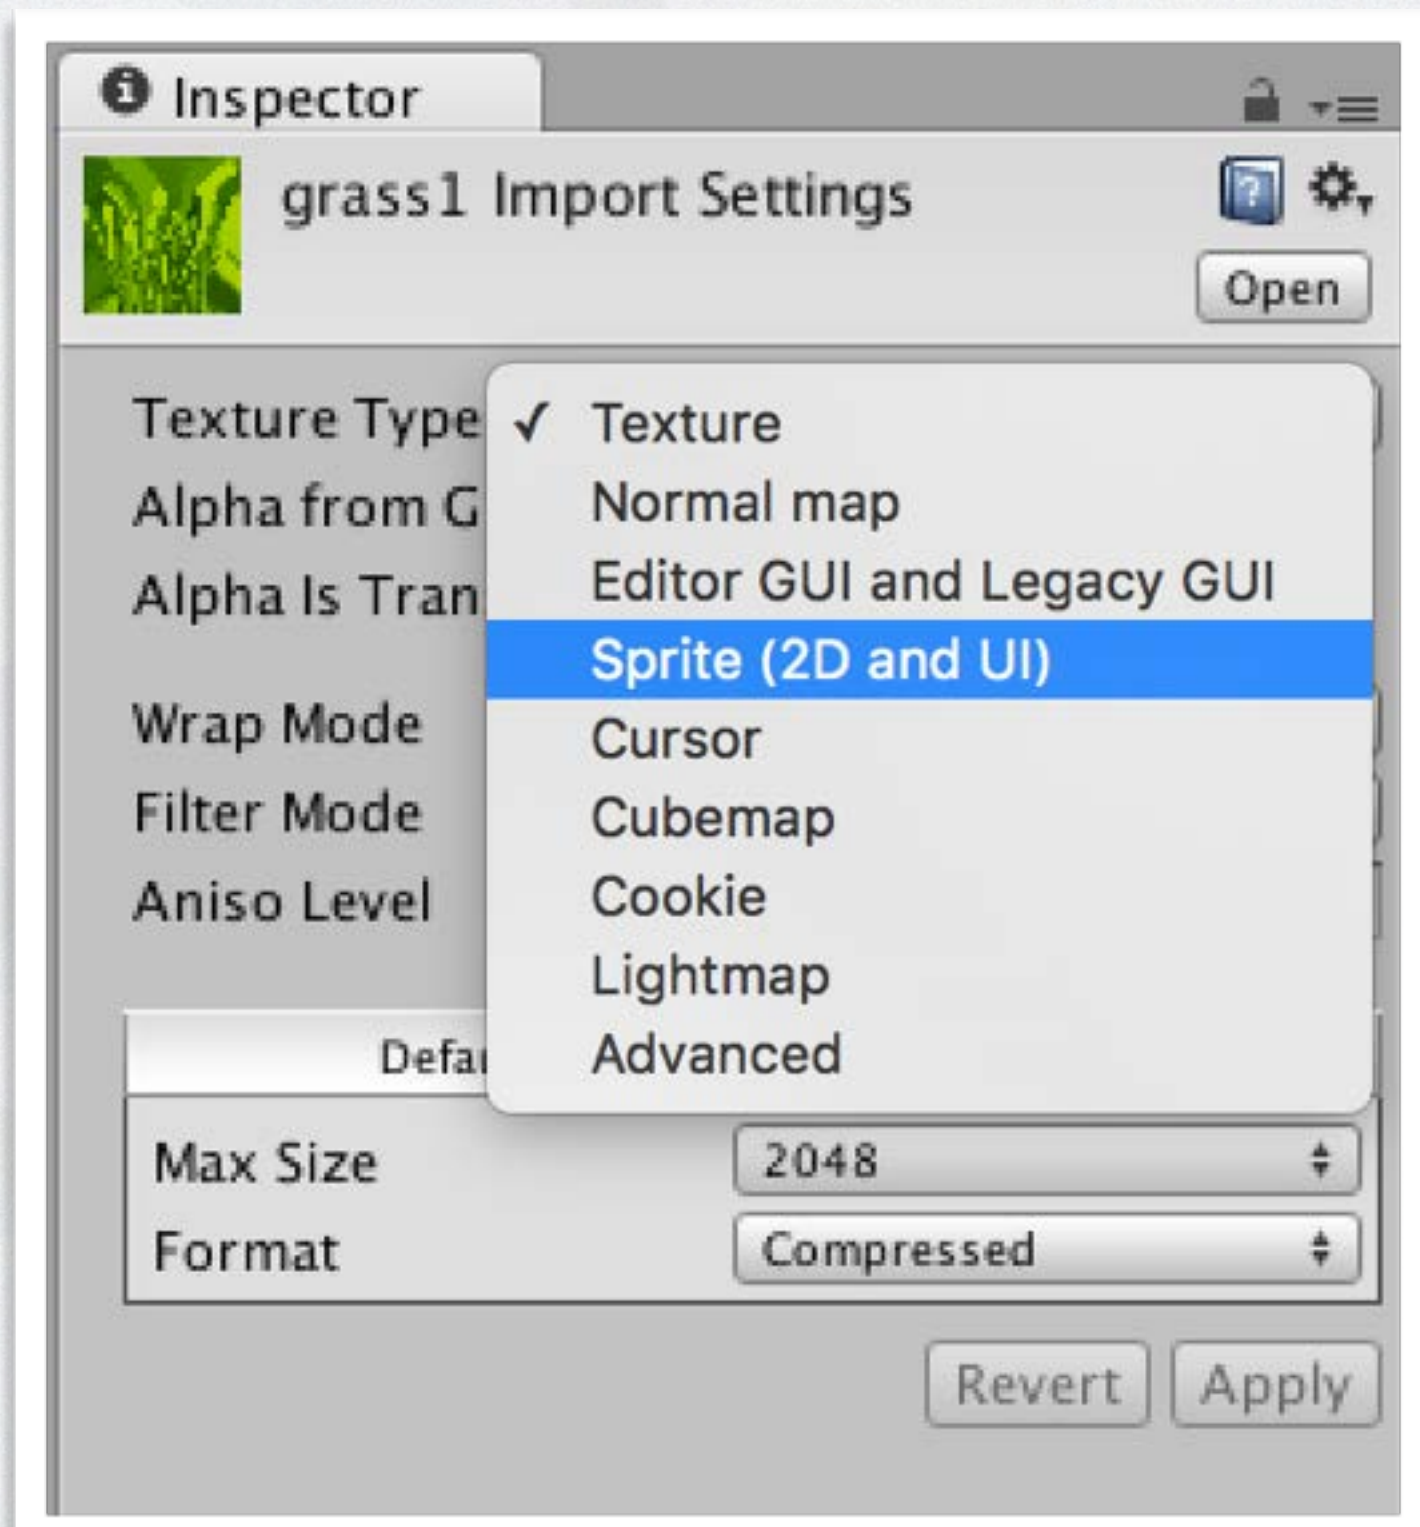 Inspector
grass1 Import Settings
Open
Texture Type ✓ Texture
Alpha from G
Normal map
Alpha Is Tran
Editor GUI and Legacy GUI
Sprite (2D and UI)
Wrap Mode
Cursor
Filter Mode
Cubemap
Aniso Level
Cookie
Lightmap
Defau
Advanced
Max Size 2048
Format Compressed
Revert Apply